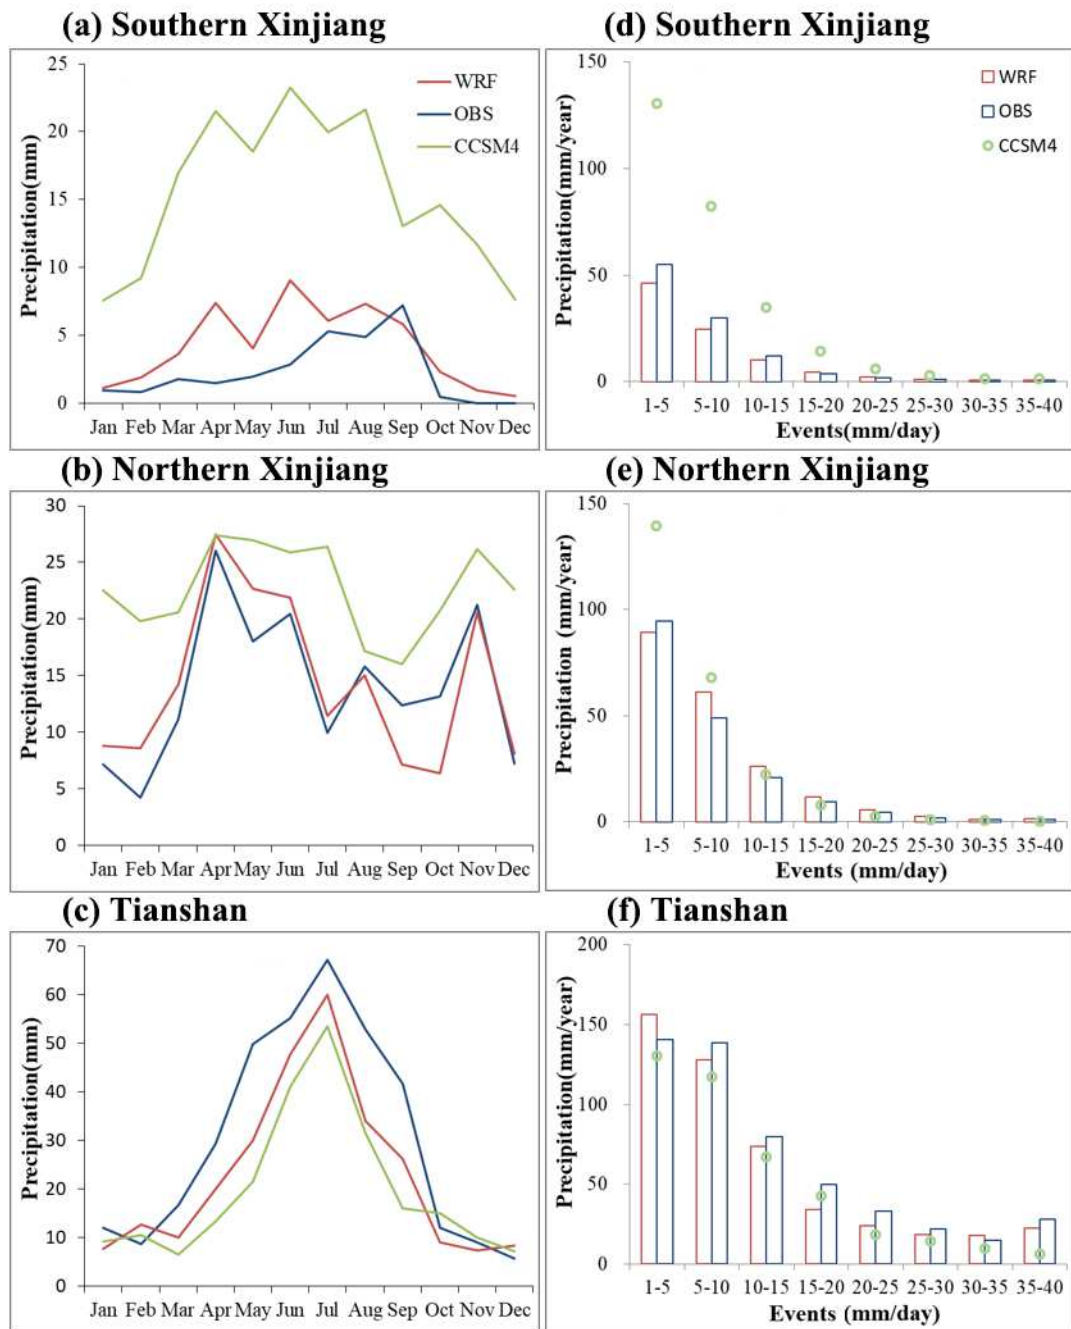 (a) Southern Xinjiang
25
20
15
10
5
0
Precipitation(mm)
WRF
OBS
CCSM4
Jan Feb Mar Apr May Jun Jul Aug Sep Oct Nov Dec
(d) Southern Xinjiang
150
100
50
0
Precipitation(mm/year)
WRF
OBS
CCSM4
1-5 5-10 10-15 15-20 20-25 25-30 30-35 35-40
Events(mm/day)
(b) Northern Xinjiang
30
25
20
15
10
5
0
Precipitation(mm)
Jan Feb Mar Apr May Jun Jul Aug Sep Oct Nov Dec
(e) Northern Xinjiang
150
100
50
0
Precipitation (mm/year)
1-5 5-10 10-15 15-20 20-25 25-30 30-35 35-40
Events (mm/day)
(c) Tianshan
70
60
50
40
30
20
10
0
Precipitation(mm)
Jan Feb Mar Apr May Jun Jul Aug Sep Oct Nov Dec
(f) Tianshan
200
150
100
50
0
Precipitation(mm/year)
1-5 5-10 10-15 15-20 20-25 25-30 30-35 35-40
Events (mm/day)